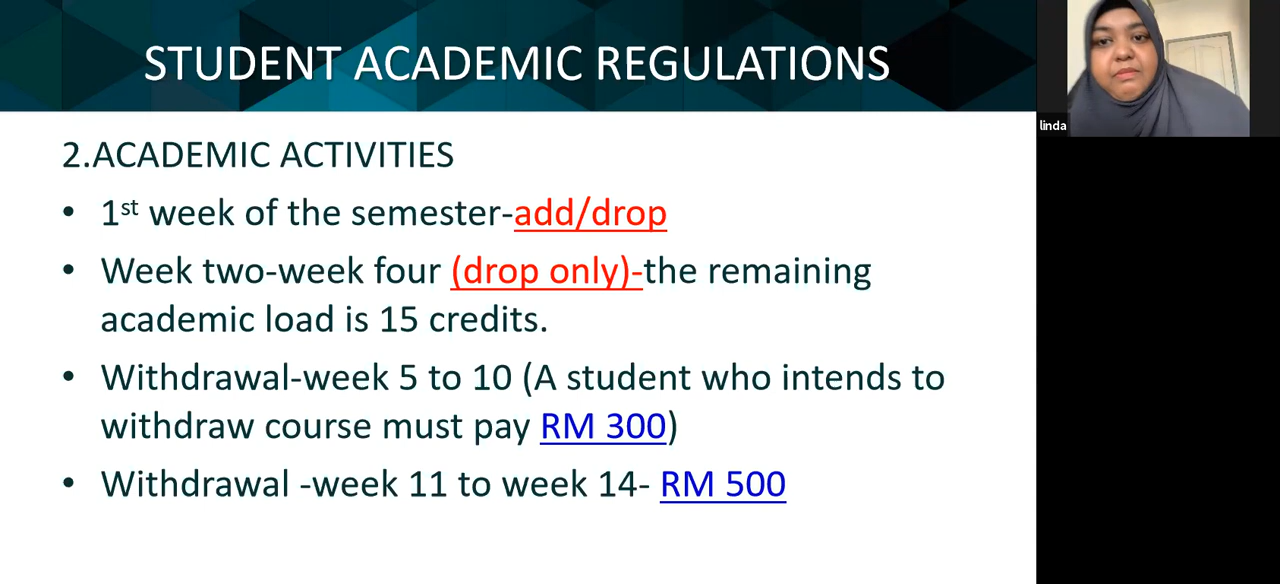 STUDENT ACADEMIC REGULATIONS
linda
2.ACADEMIC ACTIVITIES
• 1st week of the semester-add/drop
• Week two-week four (drop only)-the remaining
academic load is 15 credits.
• Withdrawal-week 5 to 10 (A student who intends to
withdraw course must pay RM 300)
• Withdrawal -week 11 to week 14- RM 500